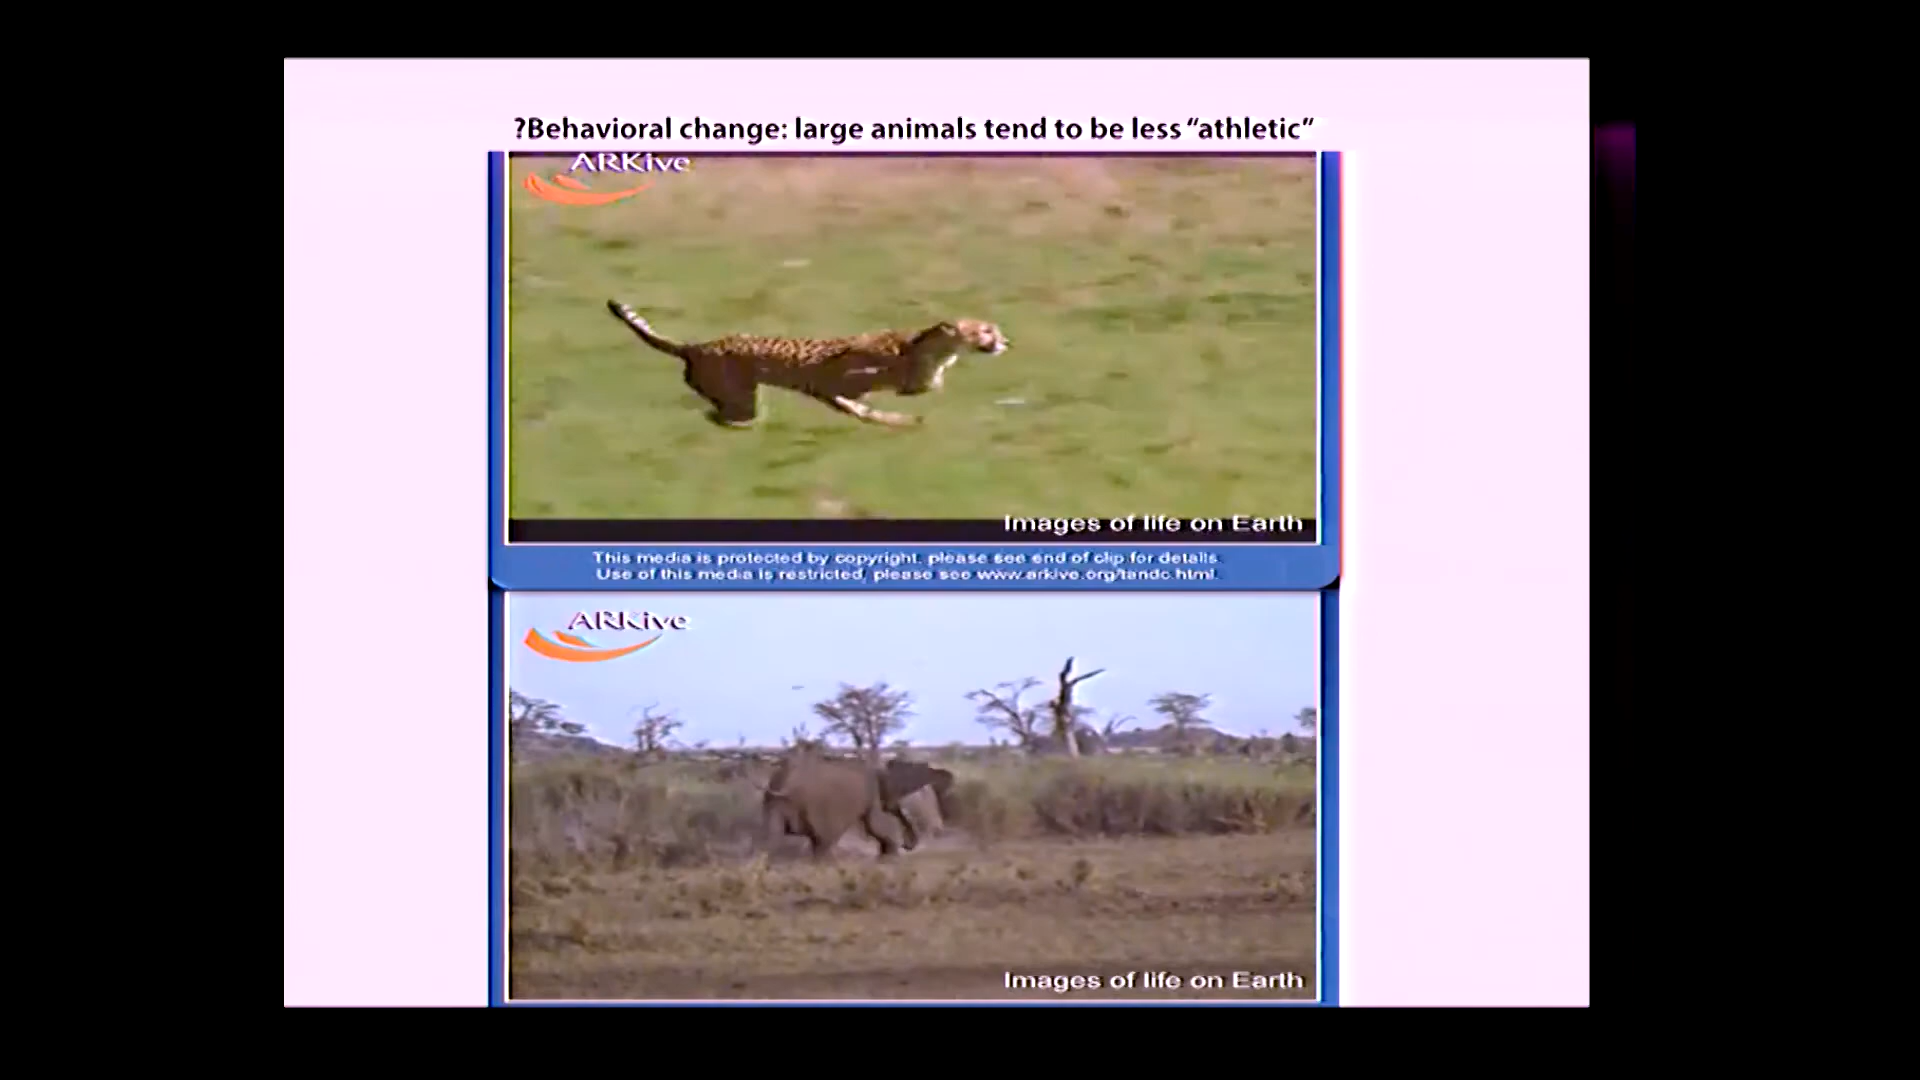 ?Behavioral change: large animals tend to be less “athletic”
ARKive
Images of life on Earth
This media is protected by copyright. please see end of clip for details.
Use of this media is restricted, please see www.arkive.org/tandc.html.
ARKive
Images of life on Earth